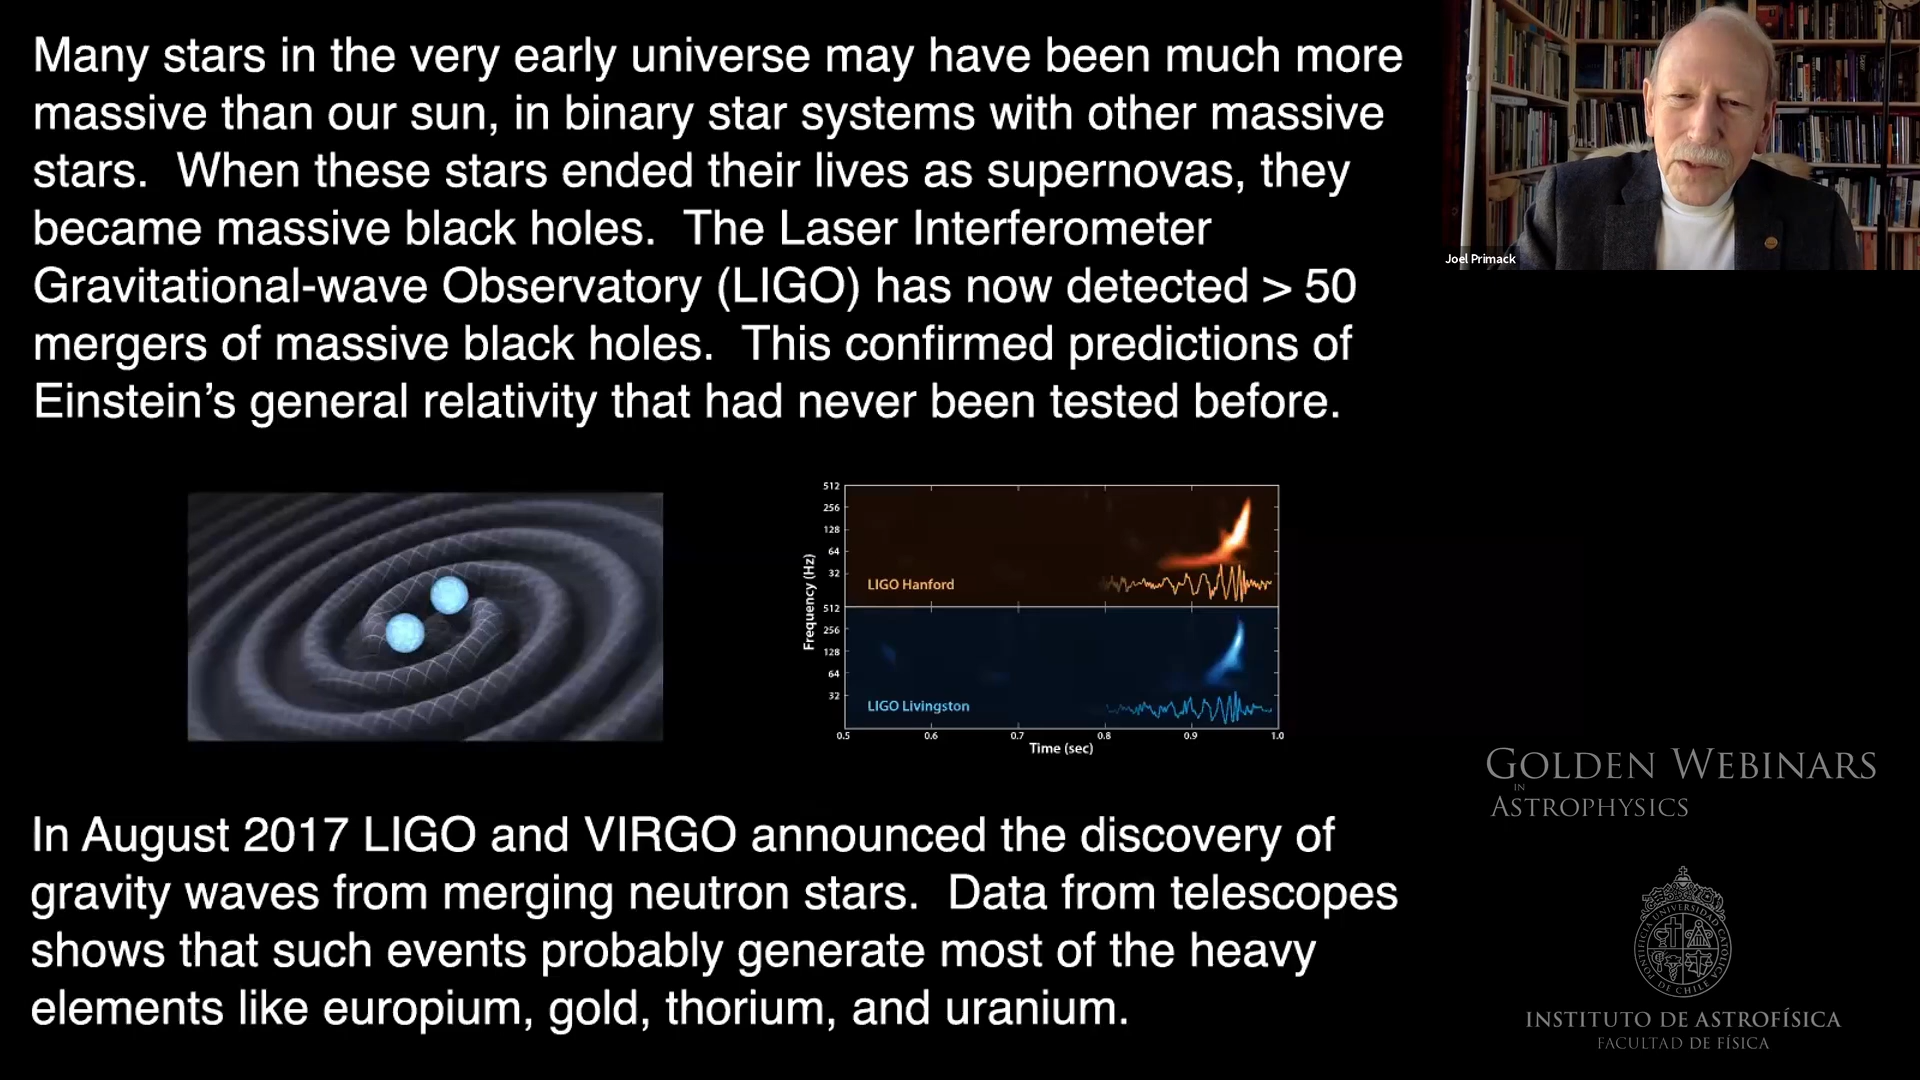 Many stars in the very early universe may have been much more
massive than our sun, in binary star systems with other massive
stars.  When these stars ended their lives as supernovas, they
became massive black holes.  The Laser Interferometer
Gravitational-wave Observatory (LIGO) has now detected > 50
mergers of massive black holes.  This confirmed predictions of
Einstein’s general relativity that had never been tested before.
Joel Primack
Frequency (Hz)
512
256
128
64
32
LIGO Hanford
512
256
128
64
32
LIGO Livingston
0.5 0.6 0.7 0.8 0.9 1.0
Time (sec)
In August 2017 LIGO and VIRGO announced the discovery of
gravity waves from merging neutron stars.  Data from telescopes
shows that such events probably generate most of the heavy
elements like europium, gold, thorium, and uranium.
GOLDEN WEBINARS
IN
ASTROPHYSICS
PONTIFICIA UNIVERSIDAD CATOLICA
DE CHILE
INSTITUTO DE ASTROFÍSICA
FACULTAD DE FÍSICA